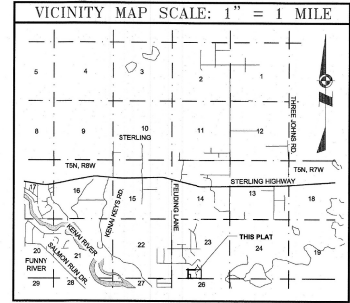 VICINITY MAP SCALE: 1" = 1 MILE
5
4
3
2
1
8
9
10
STERLING
11
12
THREE JOHNS RD.
T5N, R8W
T5N, R7W
STERLING HIGHWAY
17
16
15
14
13
18
KENAI KEYS RD.
FEUDING LANE
KENAI RIVER
THIS PLAT
20
21
22
23
24
19
FUNNY
RIVER
SALMON RUN DR.
29
28
27
26